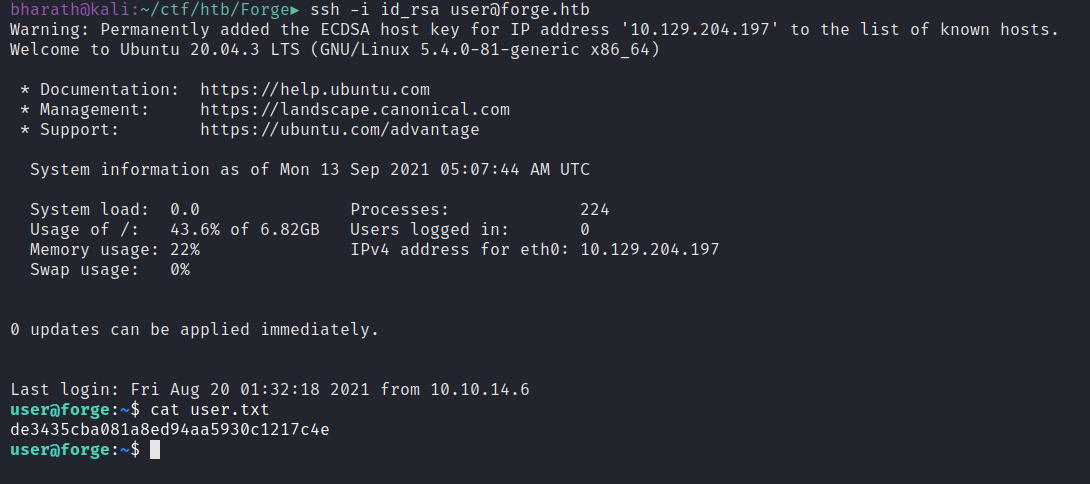 bharath@kali:~/ctf/htb/Forge▶ ssh -i id_rsa user@forge.htb
Warning: Permanently added the ECDSA host key for IP address '10.129.204.197' to the list of known hosts.
Welcome to Ubuntu 20.04.3 LTS (GNU/Linux 5.4.0-81-generic x86_64)
* Documentation: https://help.ubuntu.com
* Management: https://landscape.canonical.com
* Support: https://ubuntu.com/advantage
System information as of Mon 13 Sep 2021 05:07:44 AM UTC
System load: 0.0 Processes: 224
Usage of /: 43.6% of 6.82GB Users logged in: 0
Memory usage: 22% IPv4 address for eth0: 10.129.204.197
Swap usage: 0%
0 updates can be applied immediately.
Last login: Fri Aug 20 01:32:18 2021 from 10.10.14.6
user@forge:~$ cat user.txt
de3435cba081a8ed94aa5930c1217c4e
user@forge:~$